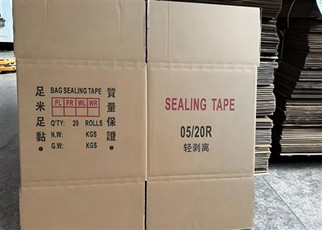 足米足黏
BAG SEALING TAPE
PL PR WL WR
Q'TY: 20 ROLLS
N.W: KGS
G.W: KGS
質量保證
SEALING TAPE
05/20R
轻剥离